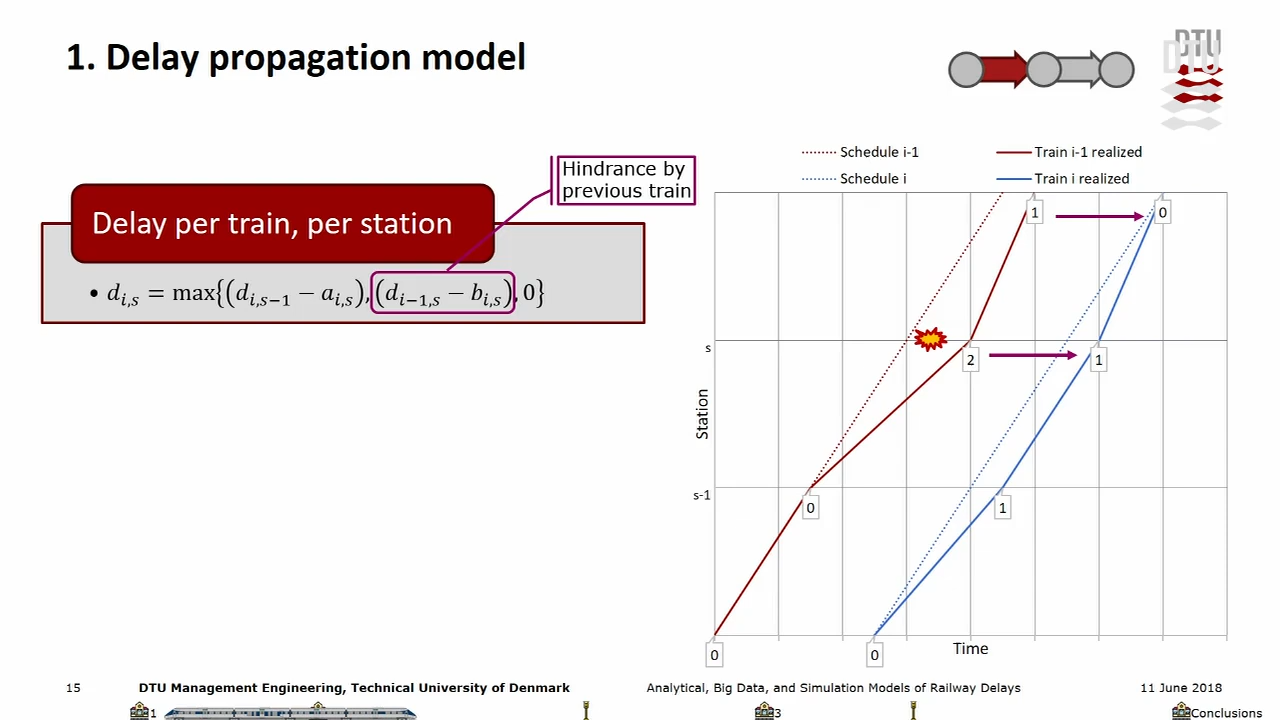 1. Delay propagation model
DTU
Hindrance by
previous train
Delay per train, per station
• d_{i,s} = max{(d_{i,s−1} − a_{i,s}), (d_{i−1,s} − b_{i,s}), 0}
Schedule i-1
Train i-1 realized
Schedule i
Train i realized
1
0
s
2
1
Station
s-1
0
1
0
0
Time
15
DTU Management Engineering, Technical University of Denmark
Analytical, Big Data, and Simulation Models of Railway Delays
11 June 2018
1
3
Conclusions